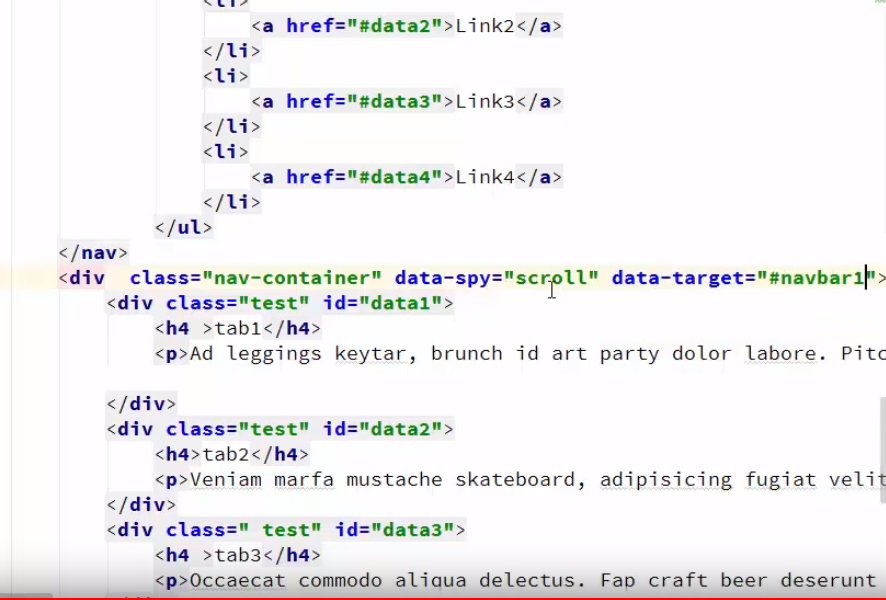 <li>
<a href="#data2">Link2</a>
</li>
<li>
<a href="#data3">Link3</a>
</li>
<li>
<a href="#data4">Link4</a>
</li>
</ul>
</nav>
<div  class="nav-container" data-spy="scroll" data-target="#navbar1">
<div class="test" id="data1">
<h4 >tab1</h4>
<p>Ad leggings keytar, brunch id art party dolor labore. Pitc
</div>
<div class="test" id="data2">
<h4>tab2</h4>
<p>Veniam marfa mustache skateboard, adipisicing fugiat velit
</div>
<div class=" test" id="data3">
<h4 >tab3</h4>
<p>Occaecat commodo aliqua delectus. Fap craft beer deserunt